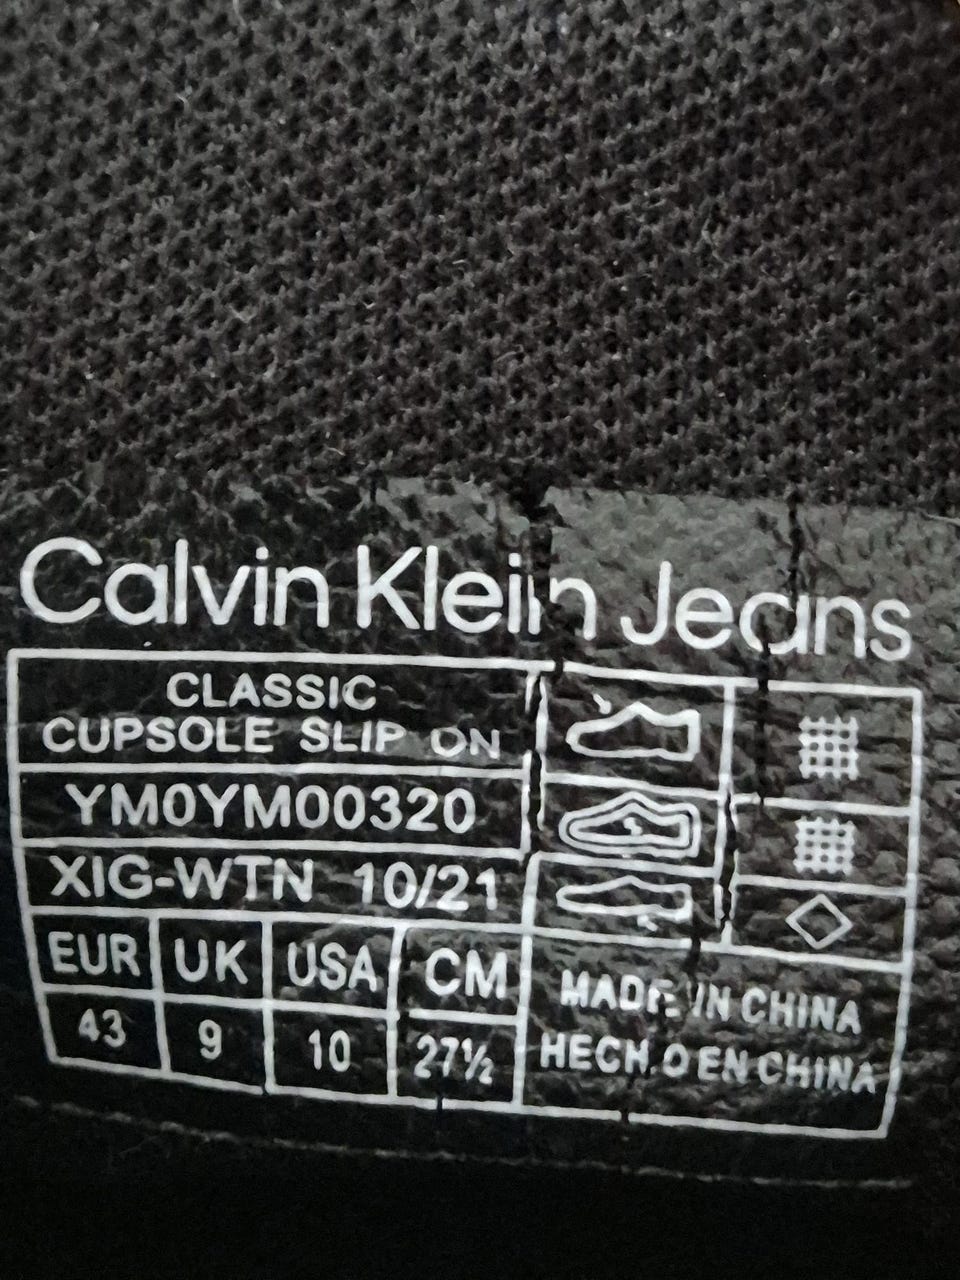 Calvin Klein Jeans
CLASSIC
CUPSOLE SLIP ON
YM0YM00320
XIG-WTN 10/21
EUR UK USA CM
43 9 10 27½
MADE IN CHINA
HECHO EN CHINA